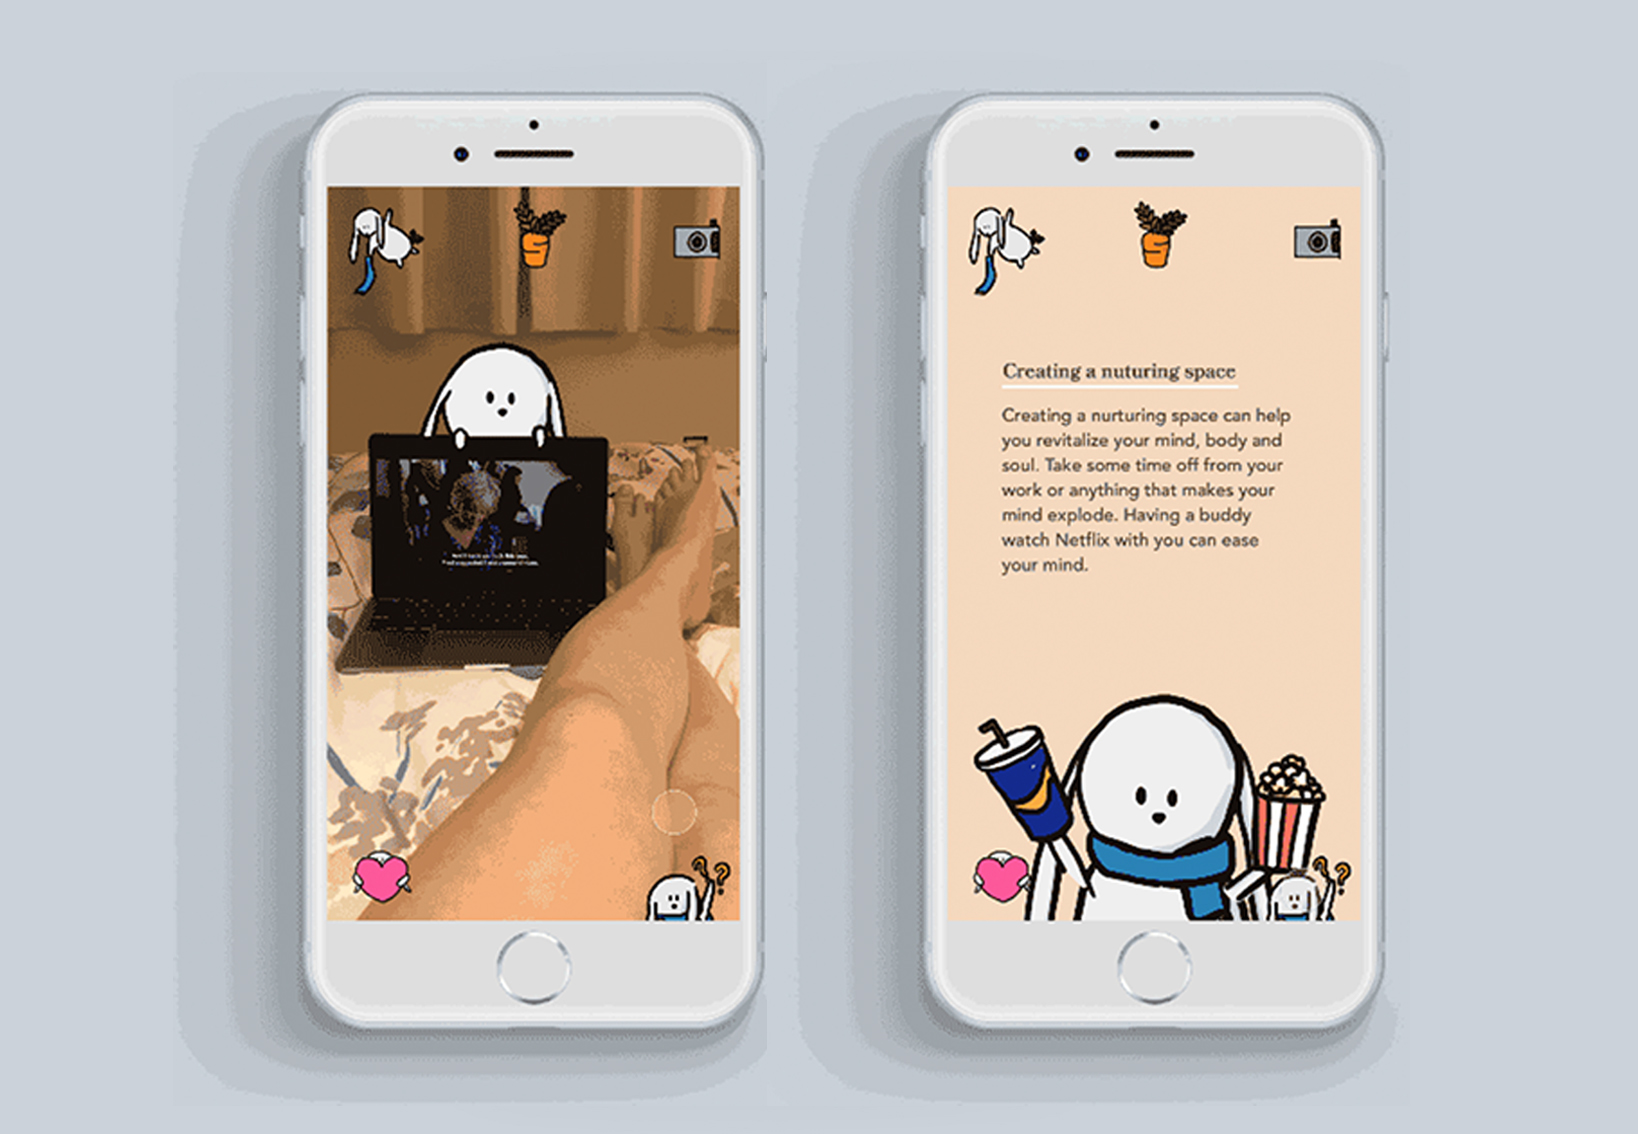 Creating a nuturing space
Creating a nurturing space can help
you revitalize your mind, body and
soul. Take some time off from your
work or anything that makes your
mind explode. Having a buddy
watch Netflix with you can ease
your mind.
? ?
? ?